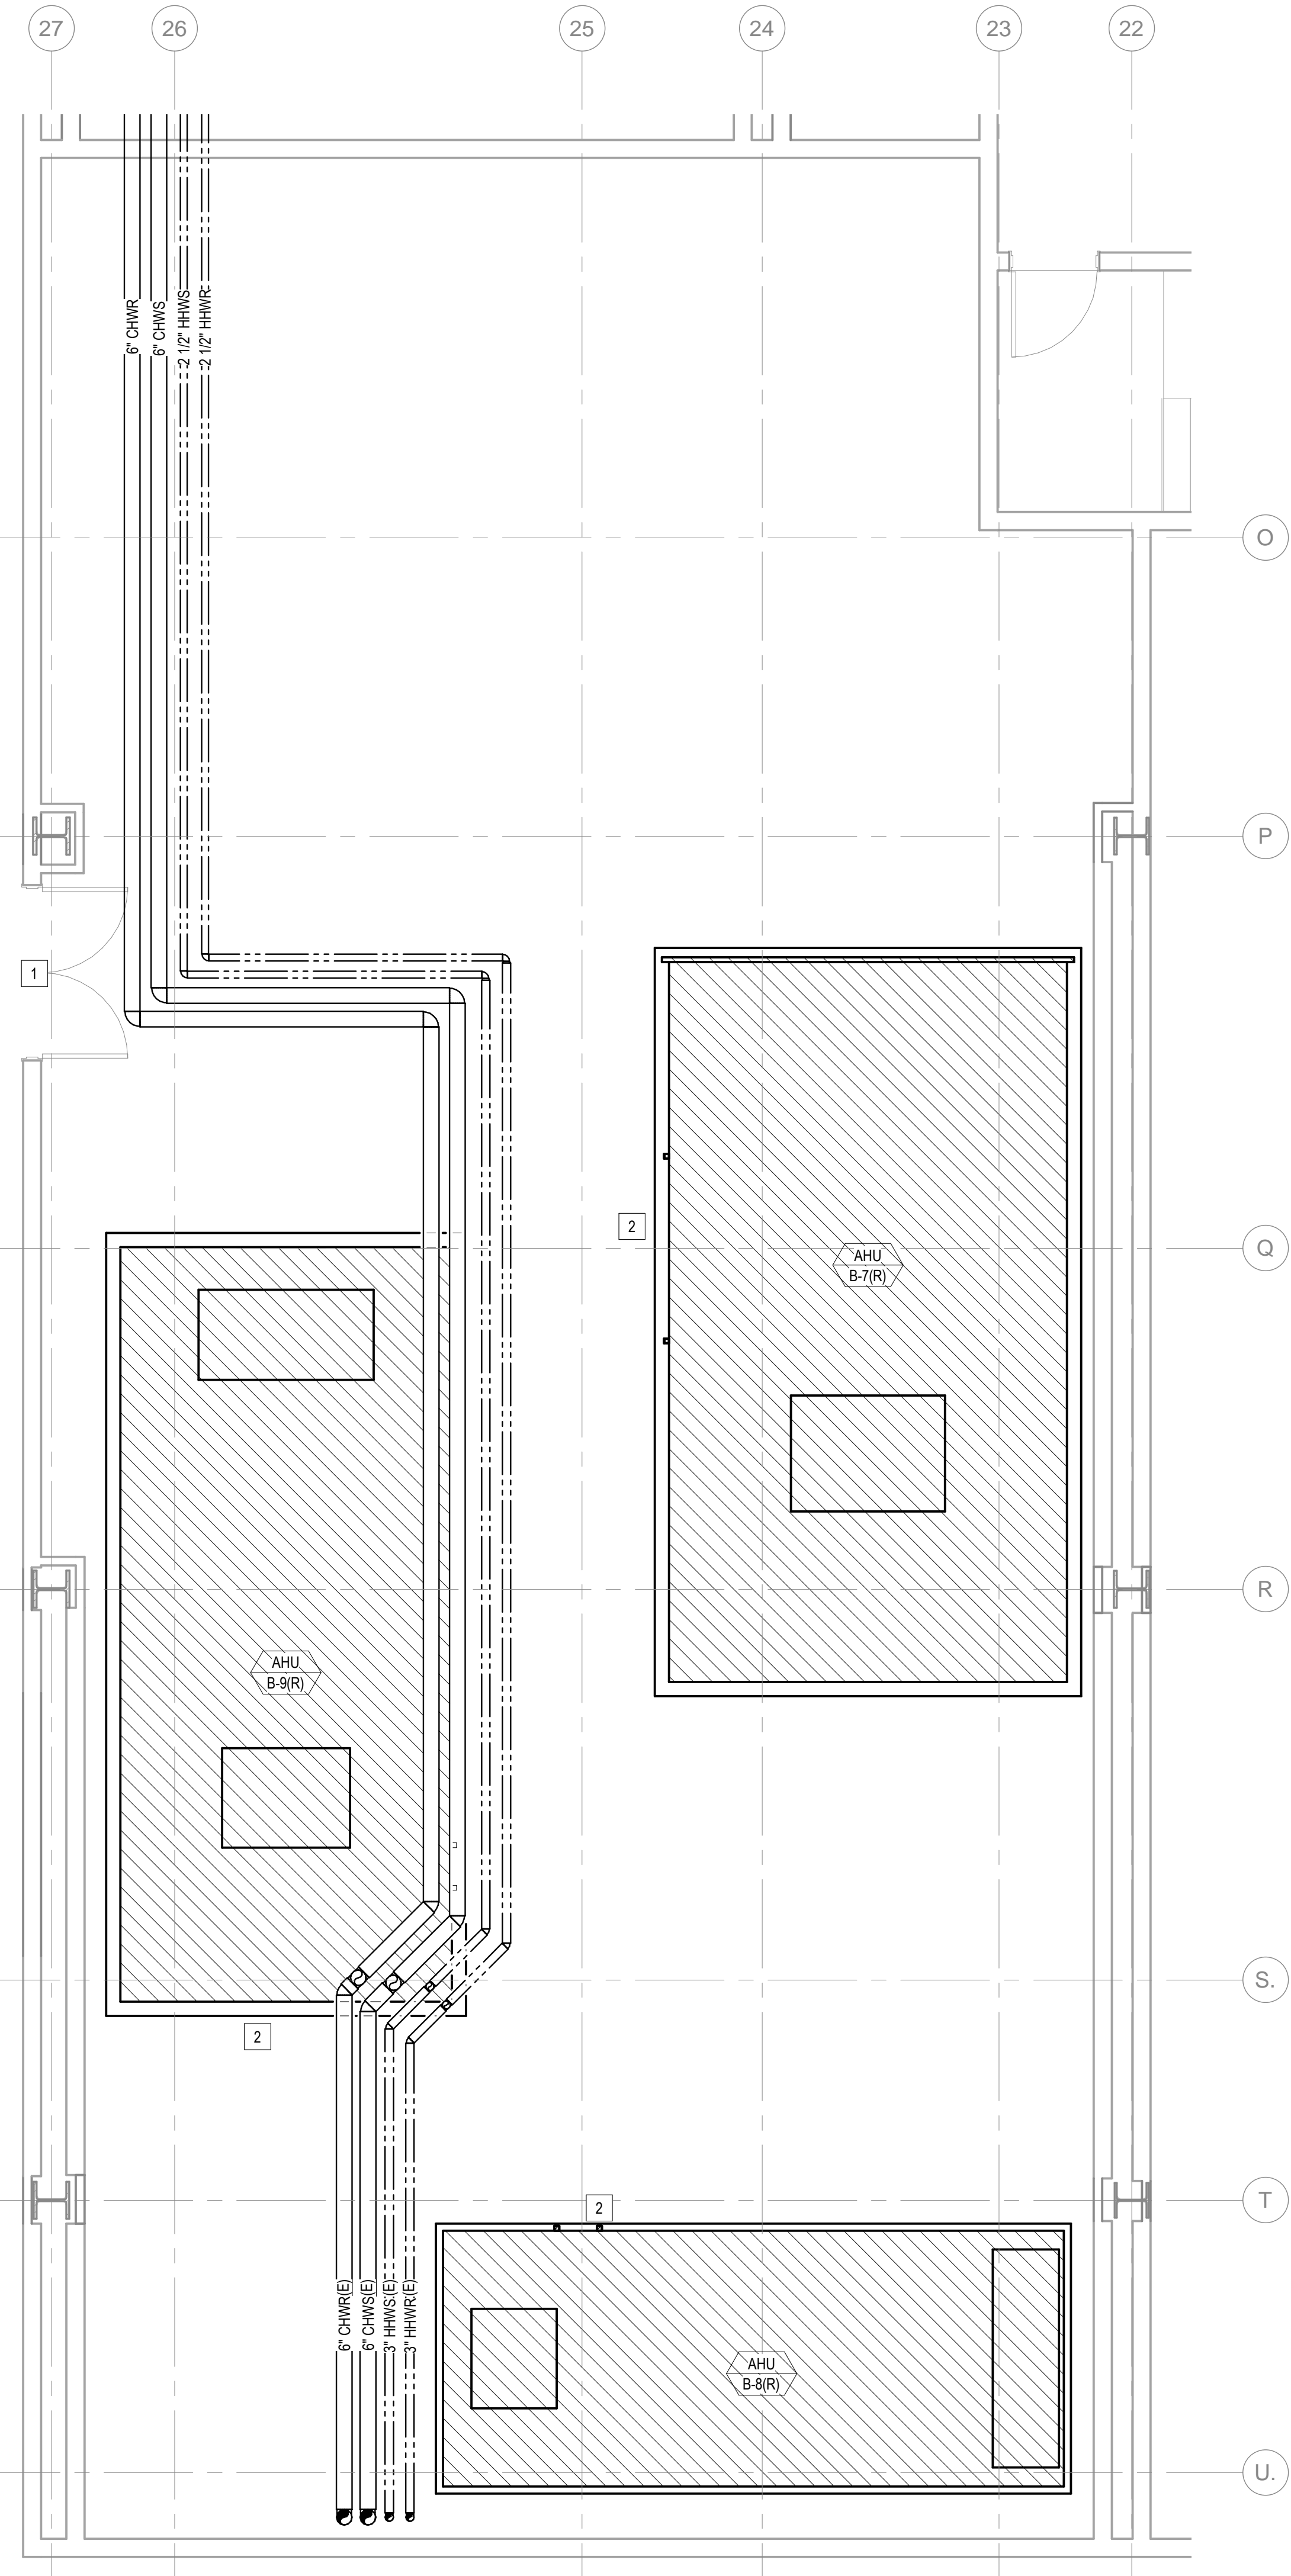 27 26 25 24 23 22
6" CHWR
6" CHWS
2 1/2" HHWS
2 1/2" HHWR
O
P
1
2
Q
AHU
B-7(R)
R
AHU
B-9(R)
S.
2
T
2
6" CHWR(E)
6" CHWS(E)
3" HHWS(E)
3" HHWR(E)
AHU
B-8(R)
U.